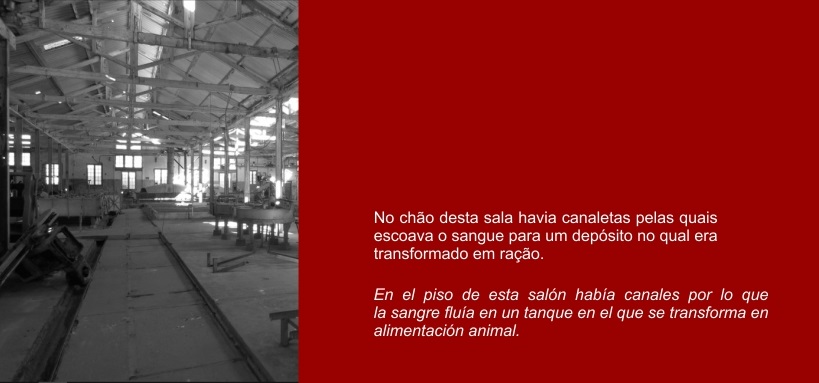 No chão desta sala havia canaletas pelas quais
escoava o sangue para um depósito no qual era
transformado em ração.
En el piso de esta salón había canales por lo que
la sangre fluía en un tanque en el que se transforma en
alimentación animal.